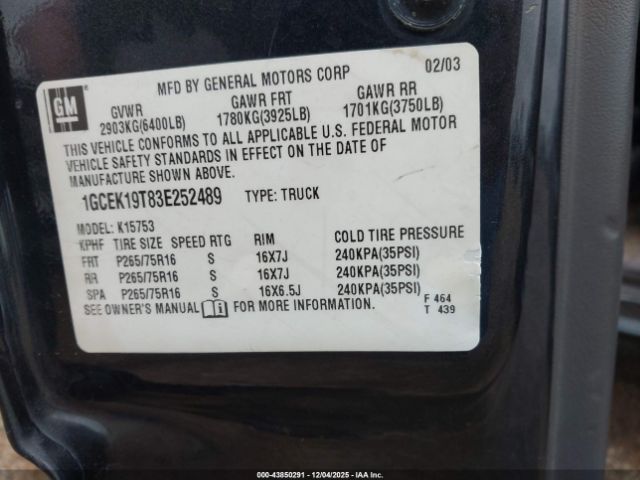 MFD BY GENERAL MOTORS CORP 02/03
GM
GVWR GAWR FRT GAWR RR
2903KG(6400LB) 1780KG(3925LB) 1701KG(3750LB)
THIS VEHICLE CONFORMS TO ALL APPLICABLE U.S. FEDERAL MOTOR
VEHICLE SAFETY STANDARDS IN EFFECT ON THE DATE OF
MANUFACTURE SHOWN ABOVE.
1GCEK19T83E252489 TYPE: TRUCK
MODEL: K15753
KPHF TIRE SIZE SPEED RTG RIM COLD TIRE PRESSURE
FRT P265/75R16 S 16X7J 240KPA(35PSI)
RR P265/75R16 S 16X7J 240KPA(35PSI)
SPA P265/75R16 S 16X6.5J 240KPA(35PSI)
SEE OWNER'S MANUAL FOR MORE INFORMATION.
F 464
T 439
000-43850291 - 12/04/2025 - IAA Inc.